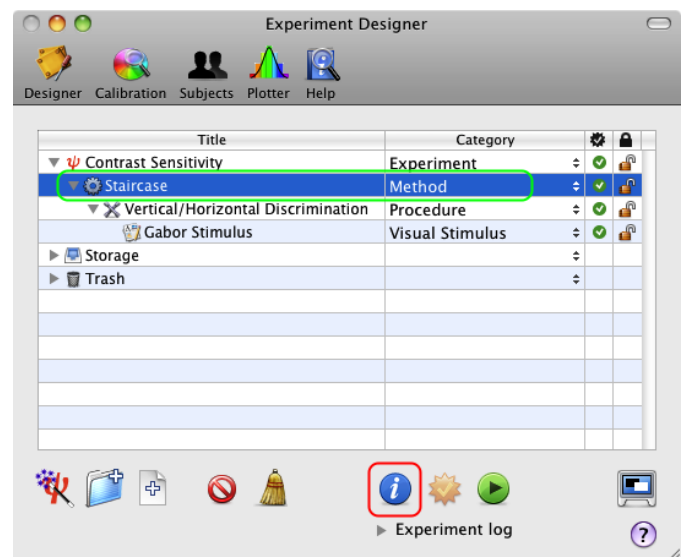 Experiment Designer
Designer Calibration Subjects Plotter Help
Title Category
ψ Contrast Sensitivity Experiment
Staircase Method
Vertical/Horizontal Discrimination Procedure
Gabor Stimulus Visual Stimulus
Storage
Trash
i
Experiment log
?